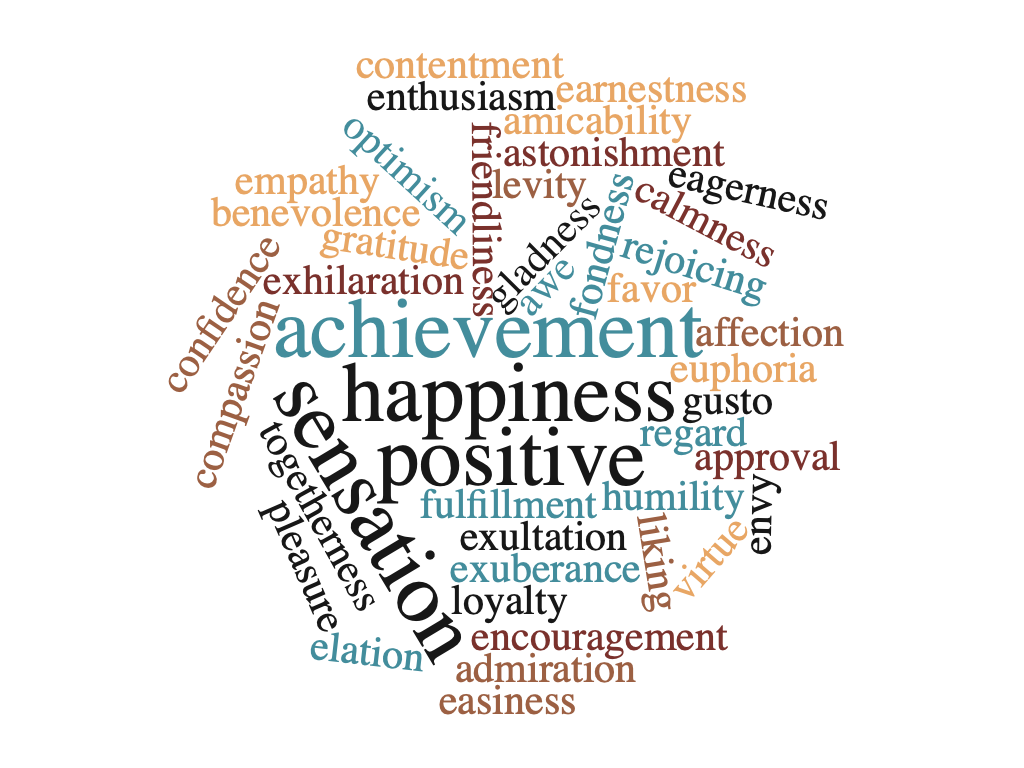 contentment
enthusiasm
earnestness
amicability
optimism
friendliness
astonishment
empathy
levity
eagerness
calmness
benevolence
gratitude
gladness
fondness
rejoicing
awe
favor
exhilaration
confidence
compassion
achievement
affection
happiness
euphoria
gusto
sensation
positive
regard
approval
togetherness
fulfillment
humility
envy
pleasure
exultation
liking
virtue
exuberance
loyalty
elation
encouragement
admiration
easiness